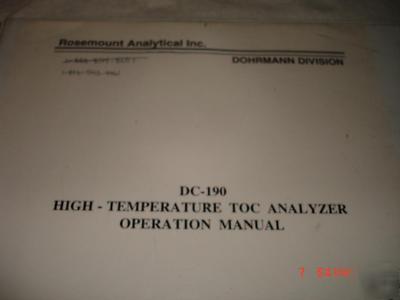 Rosemount Analytical Inc.
DOHRMANN DIVISION
DC-190
HIGH - TEMPERATURE TOC ANALYZER
OPERATION MANUAL